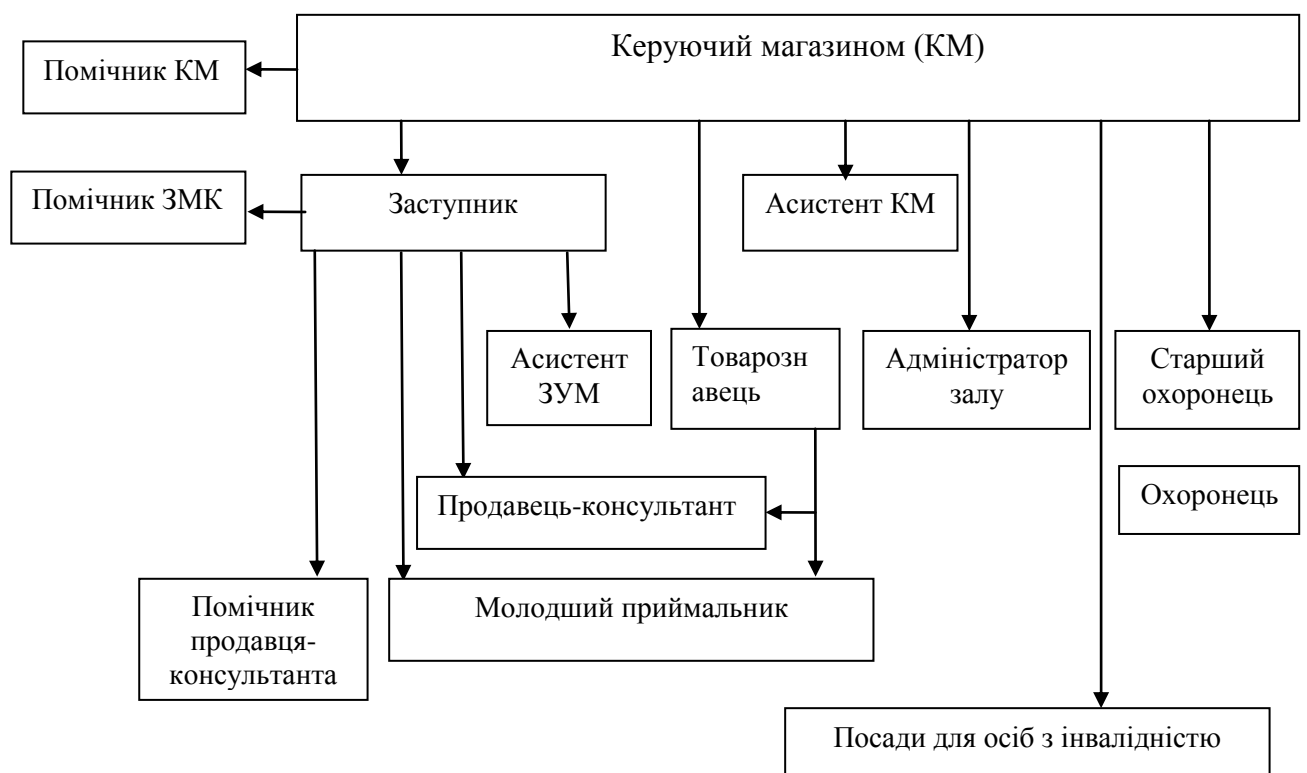 Керуючий магазином (КМ)
Помічник КМ
Помічник ЗМК
Заступник
Асистент КМ
Асистент
ЗУМ
Товарозн
авець
Адміністратор
залу
Старший
охоронець
Продавець-консультант
Охоронець
Помічник
продавця-
консультанта
Молодший приймальник
Посади для осіб з інвалідністю